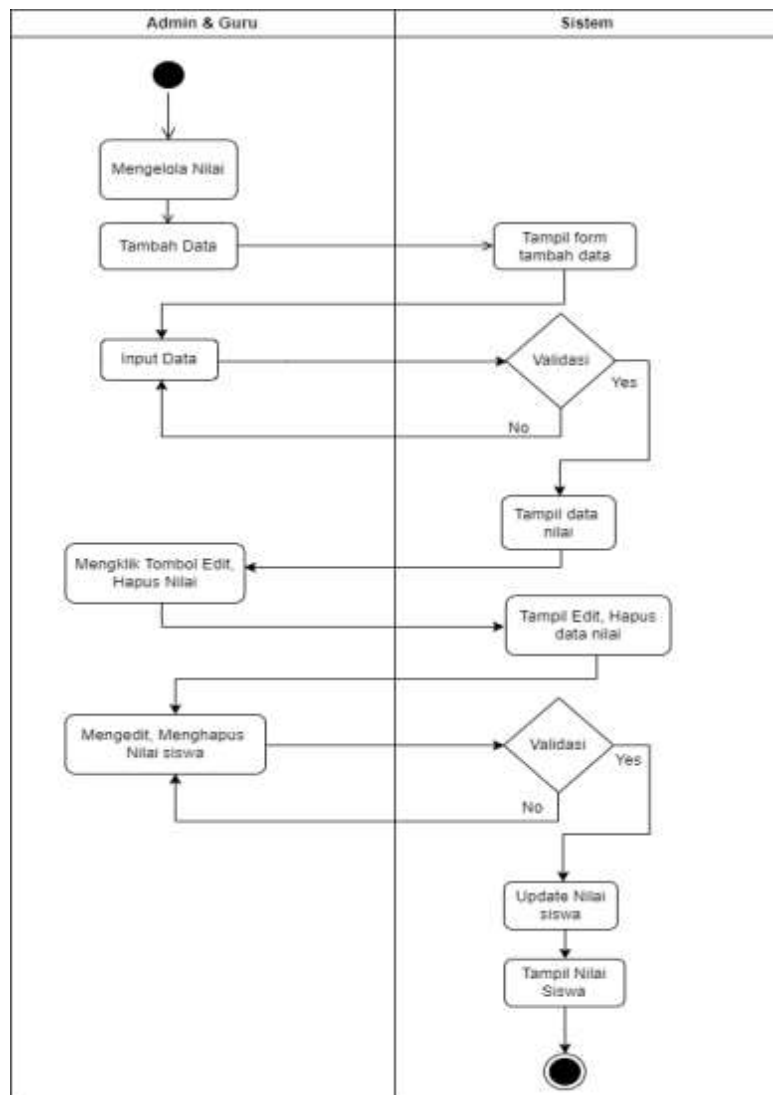 Admin & Guru
Sistem
Mengelola Nilai
Tambah Data
Tampil form
tambah data
Input Data
Validasi
Yes
No
Tampil data
nilai
Mengklik Tombol Edit,
Hapus Nilai
Tampil Edit, Hapus
data nilai
Mengedit, Menghapus
Nilai siswa
Validasi
Yes
No
Update Nilai
siswa
Tampil Nilai
Siswa